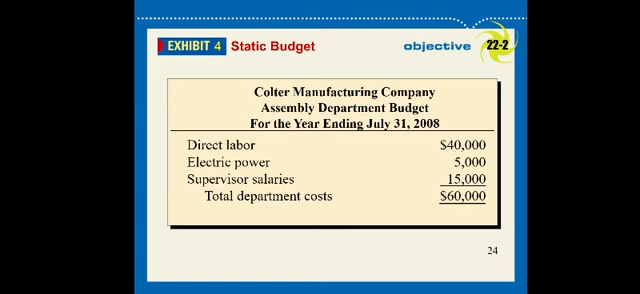 EXHIBIT 4 Static Budget objective 22-2
Colter Manufacturing Company
Assembly Department Budget
For the Year Ending July 31, 2008
Direct labor $40,000
Electric power 5,000
Supervisor salaries 15,000
Total department costs $60,000
24